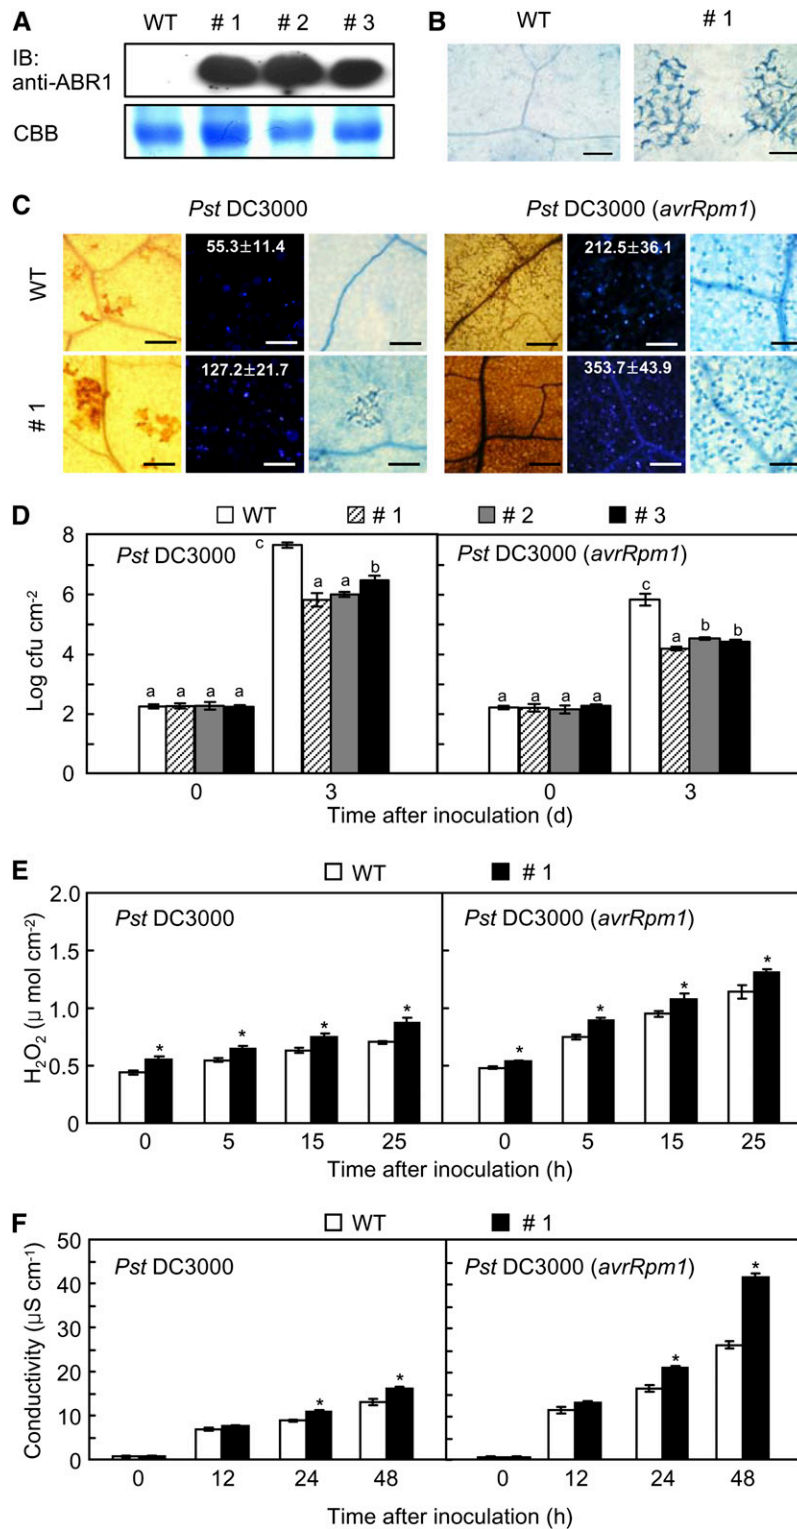 A
WT # 1 # 2 # 3
IB:
anti-ABR1
CBB
B
WT # 1
C
Pst DC3000 Pst DC3000 (avrRpm1)
WT
55.3±11.4 212.5±36.1
# 1
127.2±21.7 353.7±43.9
D
WT # 1 # 2 # 3
Pst DC3000 Pst DC3000 (avrRpm1)
Log cfu cm-2
8
6
4
2
0
a a a a c a a b a a a a c a b b
0 3 0 3
Time after inoculation (d)
E
WT # 1
Pst DC3000 Pst DC3000 (avrRpm1)
H2O2 (μ mol cm-2)
2.0
1.5
1.0
0.5
0
* * * * * * * *
0 5 15 25 0 5 15 25
Time after inoculation (h)
F
WT # 1
Pst DC3000 Pst DC3000 (avrRpm1)
Conductivity (μS cm-1)
50
40
30
20
10
0
* * * *
0 12 24 48 0 12 24 48
Time after inoculation (h)